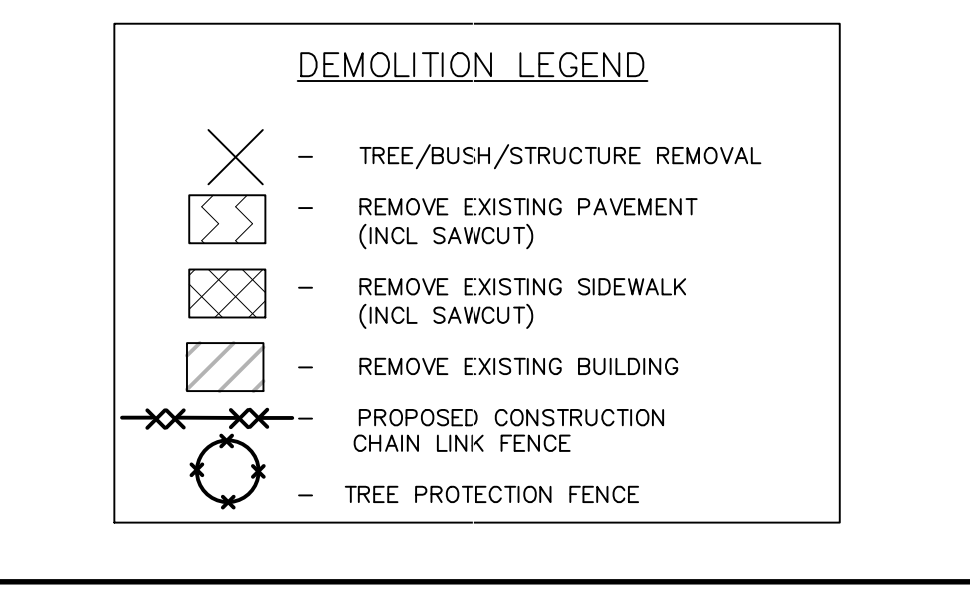 DEMOLITION LEGEND
– TREE/BUSH/STRUCTURE REMOVAL
– REMOVE EXISTING PAVEMENT
(INCL SAWCUT)
– REMOVE EXISTING SIDEWALK
(INCL SAWCUT)
– REMOVE EXISTING BUILDING
– PROPOSED CONSTRUCTION
CHAIN LINK FENCE
– TREE PROTECTION FENCE